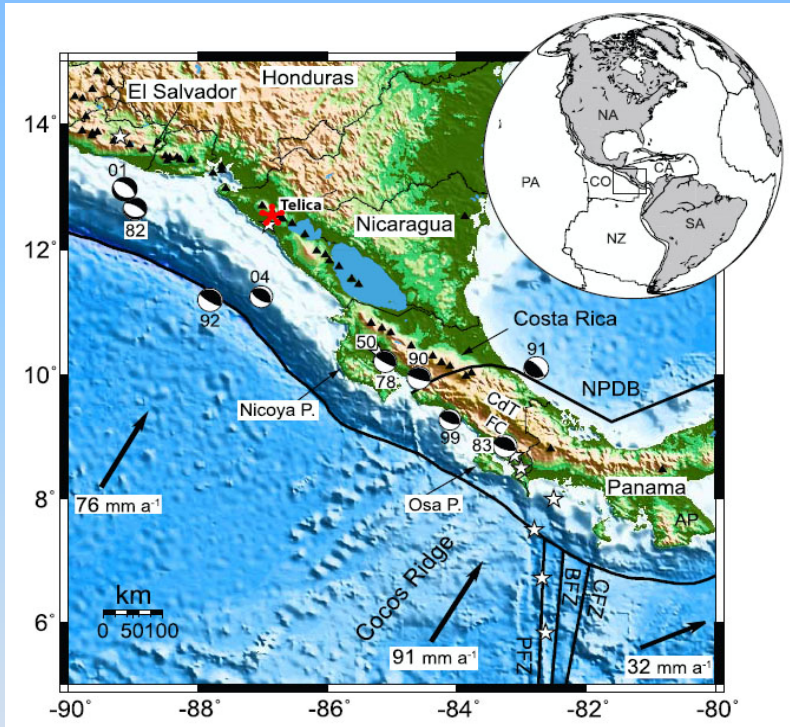 Honduras
El Salvador
14°
12°
10°
8°
6°
NA
PA
CO
CA
NZ
SA
01
82
Telica
Nicaragua
04
92
Costa Rica
50
90
78
91
NPDB
Nicoya P.
CdT
FC
99
83
Osa P.
Panama
AP
76 mm a⁻¹
Cocos Ridge
km
0 50 100
91 mm a⁻¹
PFZ
BFZ
CFZ
32 mm a⁻¹
-90° -88° -86° -84° -82° -80°